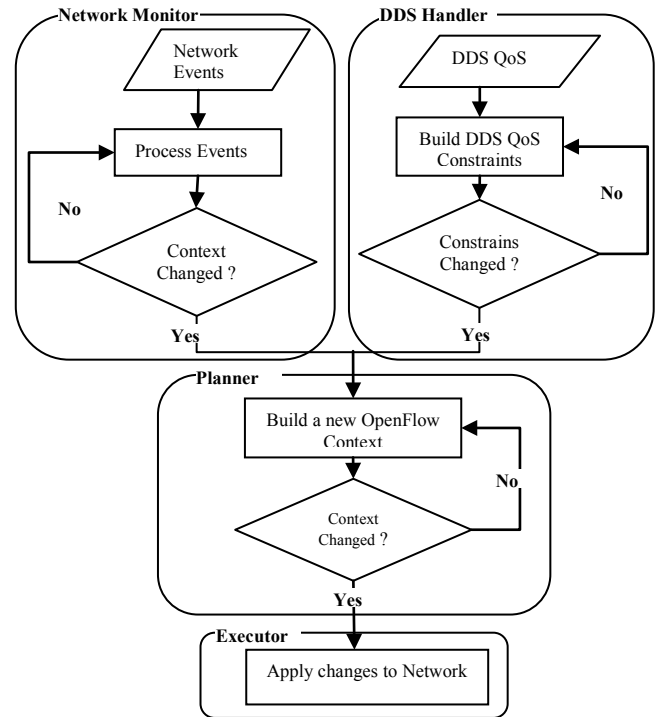 Network Monitor
Network
Events
Process Events
No
Context
Changed ?
Yes
DDS Handler
DDS QoS
Build DDS QoS
Constraints
No
Constrains
Changed ?
Yes
Planner
Build a new OpenFlow
Context
No
Context
Changed ?
Yes
Executor
Apply changes to Network